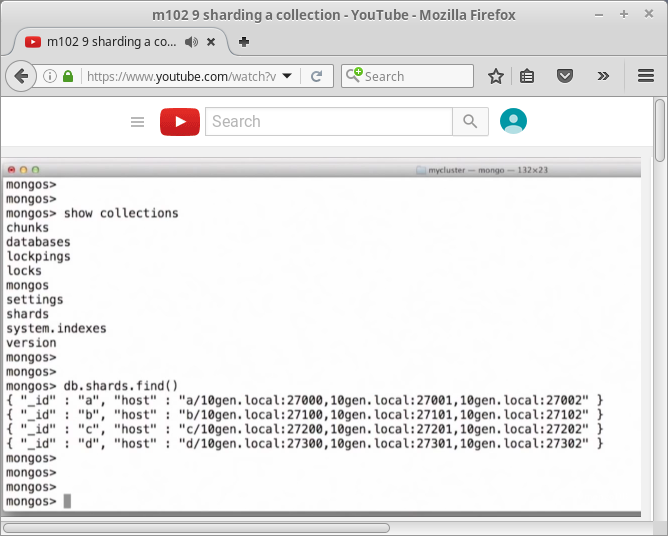 m102 9 sharding a collection - YouTube - Mozilla Firefox
m102 9 sharding a co...
https://www.youtube.com/watch?v
Search
Search
mycluster — mongo — 132×23
mongos>
mongos>
mongos> show collections
chunks
databases
lockpings
locks
mongos
settings
shards
system.indexes
version
mongos>
mongos>
mongos> db.shards.find()
{ "_id" : "a", "host" : "a/10gen.local:27000,10gen.local:27001,10gen.local:27002" }
{ "_id" : "b", "host" : "b/10gen.local:27100,10gen.local:27101,10gen.local:27102" }
{ "_id" : "c", "host" : "c/10gen.local:27200,10gen.local:27201,10gen.local:27202" }
{ "_id" : "d", "host" : "d/10gen.local:27300,10gen.local:27301,10gen.local:27302" }
mongos>
mongos>
mongos>
mongos>